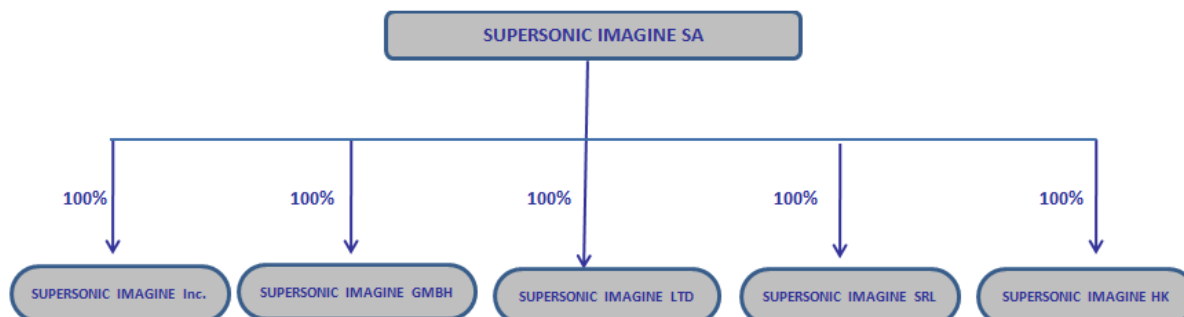 SUPERSONIC IMAGINE SA
100%
100%
100%
100%
100%
SUPERSONIC IMAGINE Inc.
SUPERSONIC IMAGINE GMBH
SUPERSONIC IMAGINE LTD
SUPERSONIC IMAGINE SRL
SUPERSONIC IMAGINE HK